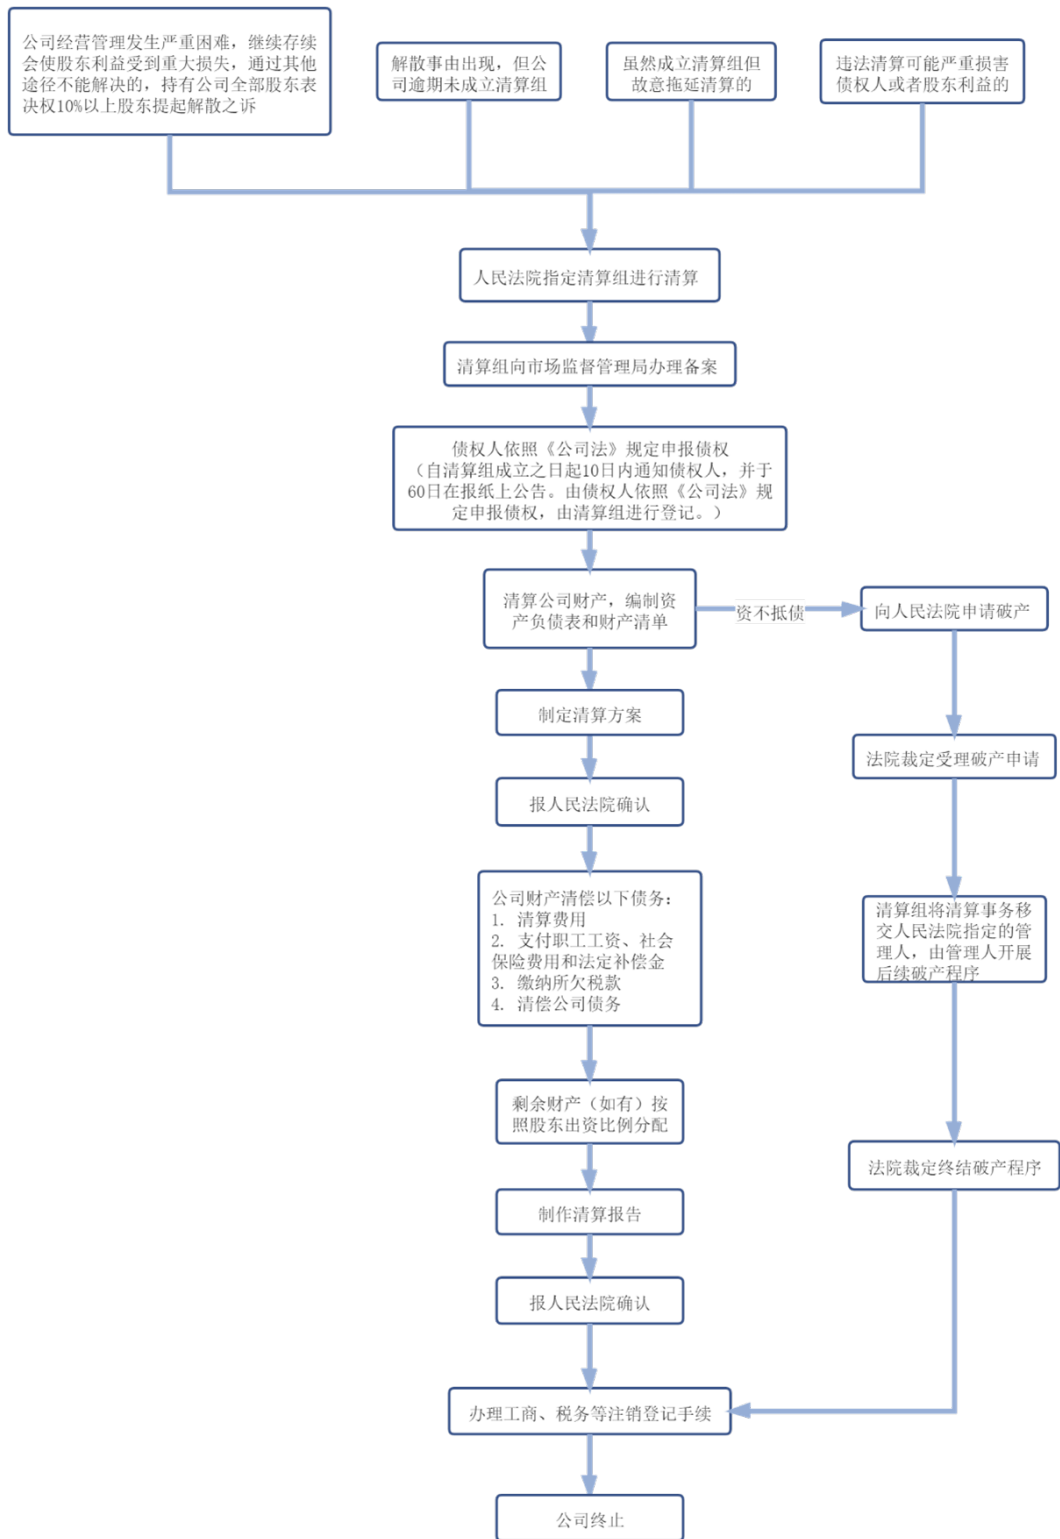 公司经营管理发生严重困难，继续存续
会使股东利益受到重大损失，通过其他
途径不能解决的，持有公司全部股东表
决权10%以上股东提起解散之诉
解散事由出现，但公
司逾期未成立清算组
虽然成立清算组但
故意拖延清算的
违法清算可能严重损害
债权人或者股东利益的
人民法院指定清算组进行清算
清算组向市场监督管理局办理备案
债权人依照《公司法》规定申报债权
（自清算组成立之日起10日内通知债权人，并于
60日在报纸上公告。由债权人依照《公司法》规
定申报债权，由清算组进行登记。）
清算公司财产，编制资
产负债表和财产清单
资不抵债
向人民法院申请破产
制定清算方案
法院裁定受理破产申请
报人民法院确认
公司财产清偿以下债务：
1. 清算费用
2. 支付职工工资、社会
保险费用和法定补偿金
3. 缴纳所欠税款
4. 清偿公司债务
清算组将清算事务移
交人民法院指定的管
理人，由管理人开展
后续破产程序
剩余财产（如有）按
照股东出资比例分配
法院裁定终结破产程序
制作清算报告
报人民法院确认
办理工商、税务等注销登记手续
公司终止